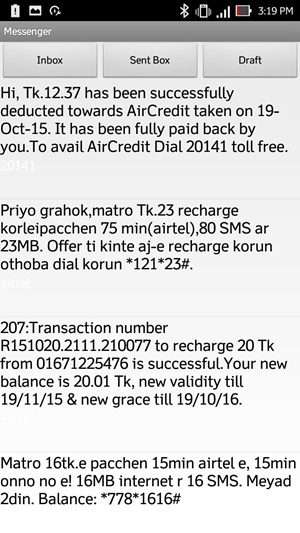 3:19 PM
Messenger
Inbox
Sent Box
Draft
Hi, Tk.12.37 has been successfully
deducted towards AirCredit taken on 19-
Oct-15. It has been fully paid back by
you.To avail AirCredit Dial 20141 toll free.
20141
Priyo grahok,matro Tk.23 recharge
korleipacchen 75 min(airtel),80 SMS ar
23MB. Offer ti kinte aj-e recharge korun
othoba dial korun *121*23#.
airtel
207:Transaction number
R151020.2111.210077 to recharge 20 Tk
from 01671225476 is successful.Your new
balance is 20.01 Tk, new validity till
19/11/15 & new grace till 19/10/16.
Matro 16tk.e pacchen 15min airtel e, 15min
onno no e! 16MB internet r 16 SMS. Meyad
2din. Balance: *778*1616#